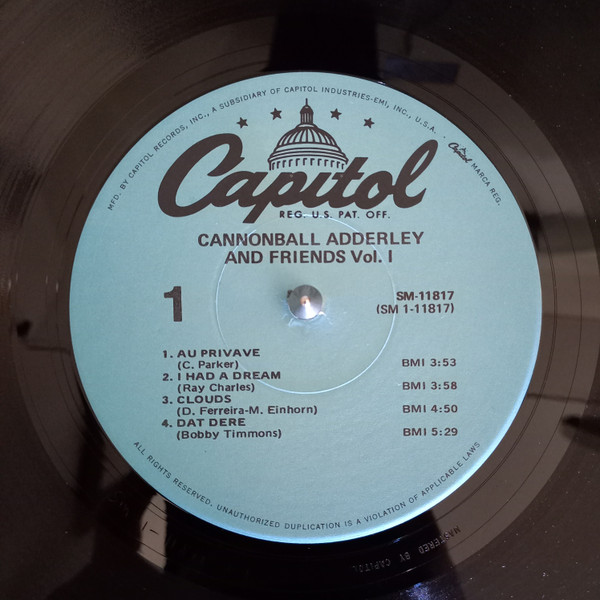 MFD. BY CAPITOL RECORDS, INC., A SUBSIDIARY OF CAPITOL INDUSTRIES-EMI, INC., U.S.A. · Capitol MARCA REG.
Capitol
REG. U.S. PAT. OFF.
CANNONBALL ADDERLEY
AND FRIENDS Vol. I
1
SM-11817
(SM 1-11817)
1. AU PRIVAVE
(C. Parker) BMI 3:53
2. I HAD A DREAM
(Ray Charles) BMI 3:58
3. CLOUDS
(D. Ferreira-M. Einhorn) BMI 4:50
4. DAT DERE
(Bobby Timmons) BMI 5:29
ALL RIGHTS RESERVED. UNAUTHORIZED DUPLICATION IS A VIOLATION OF APPLICABLE LAWS
MASTERED BY CAPITOL